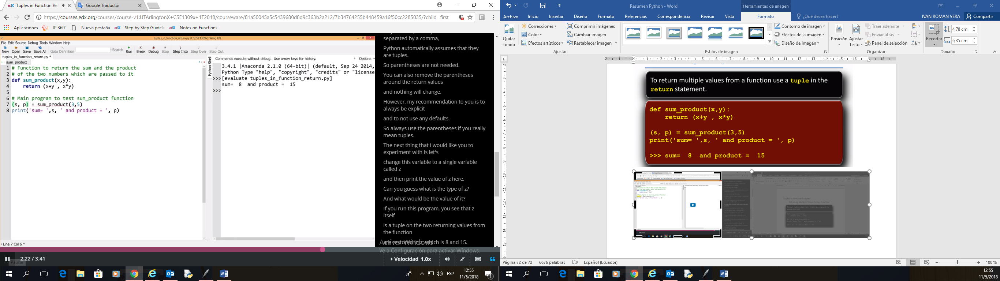 Tuples in Function Ret
Google Traductor
https://courses.edx.org/courses/course-v1:UTArlingtonX+CSE1309x+1T2018/courseware/81a50045a5c5439680d8d9c363b2a212/7b34764255b448459a16f50cc2285035/?child=first
Aplicaciones IP 360° Nueva pestaña Step by Step Guideli Notes on Functions
tuples_in_function_return.py (C:\CSE1309x): Wing IDE
File Edit Source Debug Tools Window Help
New Open Save Save All Goto Definition Search Run Break Debug Stop Step Into Step Over Step Out
tuples_in_function_return.py *
sum_product
1 # Function to return the sum and the product
2 # of the two numbers which are passed to it
3 def sum_product(x,y):
4 return (x+y , x*y)
5
6 # Main program to test sum_product function
7 (s, p) = sum_product(3,5)
8 print('sum= ',s, ' and product = ', p)
Line 7 Col 6 *
Python Shell
Commands execute without debug. Use arrow keys for history.
Options
3.4.1 |Anaconda 2.1.0 (64-bit)| (default, Sep 24 2014,
Python Type "help", "copyright", "credits" or "license
>>> [evaluate tuples_in_function_return.py]
sum= 8 and product = 15
>>>
separated by a comma,
Python automatically assumes that they
are tuples.
So parentheses are not needed.
You can also remove the parentheses
around the return values
and nothing will change.
However, my recommendation to you is to
always be explicit
and to not use any defaults.
So always use the parentheses if you really
mean tuples.
The next thing that I would like you to
experiment with is let's
change this variable to a single variable
called z
and then print the value of z here.
Can you guess what is the type of z?
And what would be the value of it?
If you run this program, you see that z
itself
is a tuple on the two returning values from
the function
are restored in z, which is 8 and 15.
Activar Windows
Ve a Configuración para activar Windows.
2:22 / 3:41
Pausar
Velocidad 1.0x
ESP
12:55
11/5/2018
1
Resumen Python - Word
Herramientas de imagen
Archivo Inicio Insertar Diseño Formato Referencias Correspondencia Revisar Vista Formato ¿Qué desea hacer? IVAN ROMAN VERA Compartir
Quitar
fondo
Correcciones
Color
Efectos artísticos
Comprimir imágenes
Cambiar imagen
Restablecer imagen
Ajustar
Estilos de imagen
Contorno de imagen
Efectos de la imagen
Diseño de imagen
Posición
Ajustar
texto
Traer adelante
Enviar atrás
Panel de selección
Organizar
Recortar
4,78 cm
6,35 cm
Tamaño
To return multiple values from a function use a tuple in the
return statement.
def sum_product(x,y):
return (x+y , x*y)
(s, p) = sum_product(3,5)
print('sum= ',s, ' and product = ', p)
>>> sum= 8 and product = 15
Página 72 de 72 6676 palabras Español (Ecuador)
100 %
12:55
11/5/2018